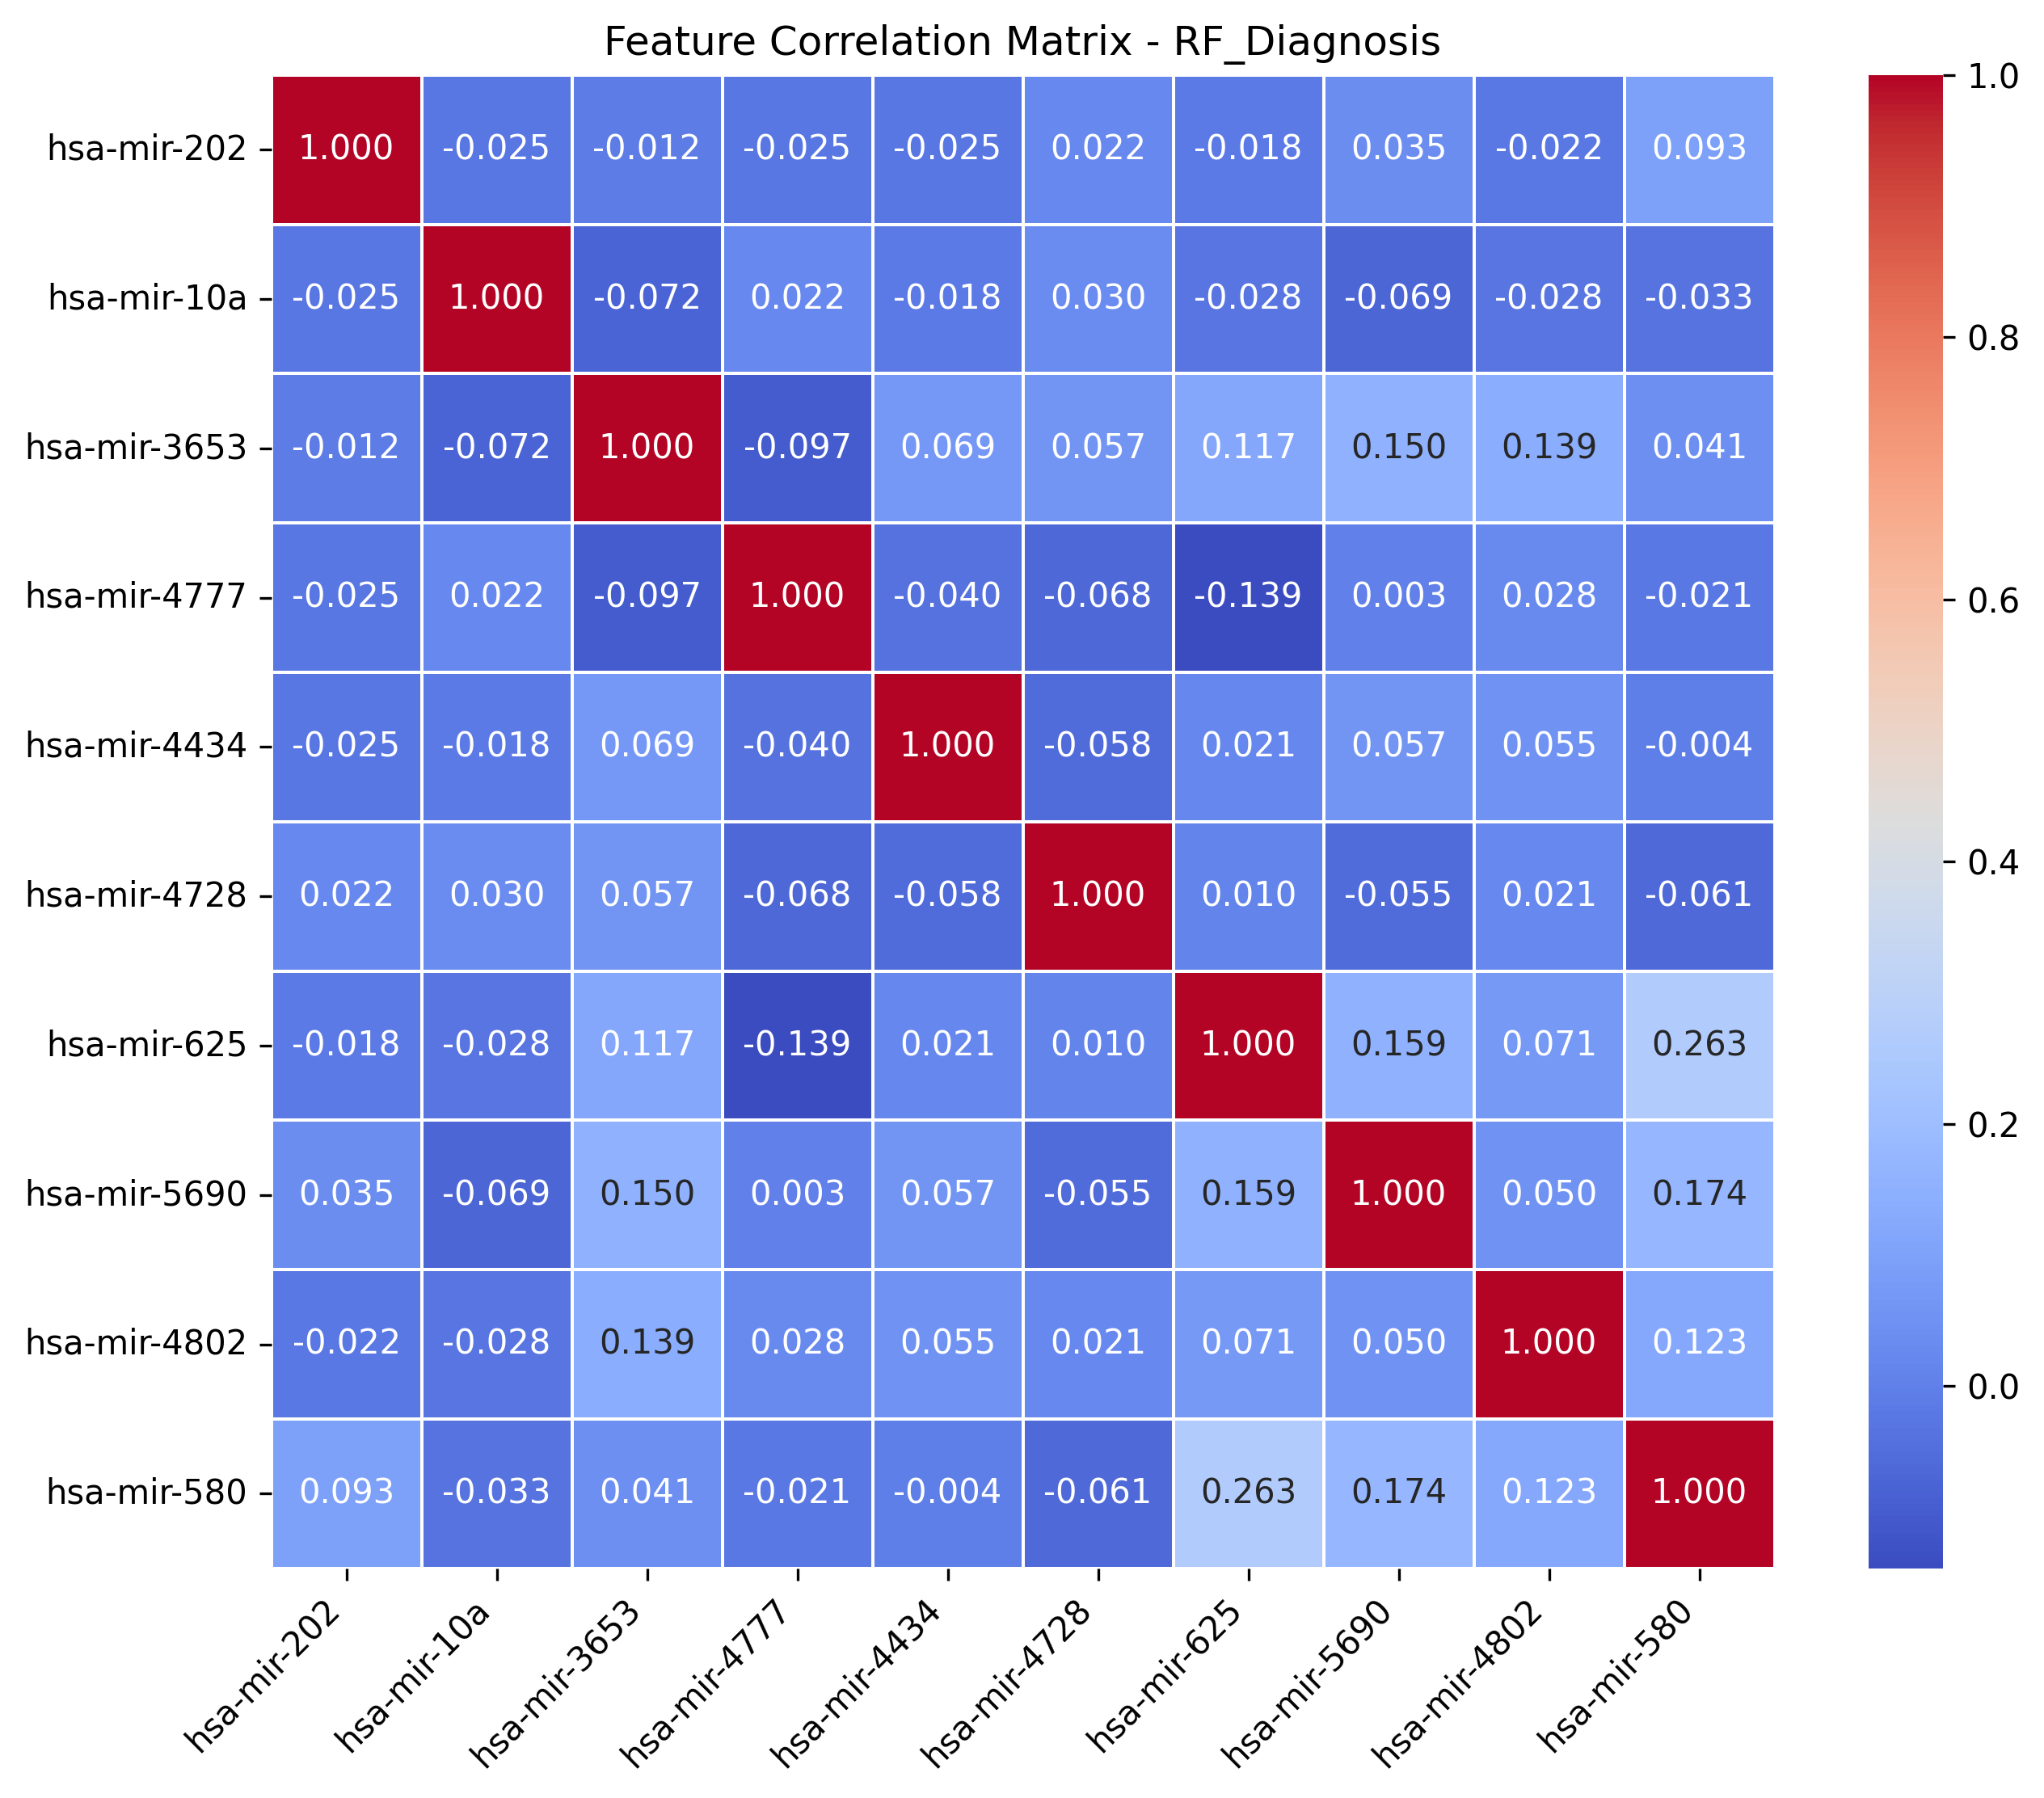 Feature Correlation Matrix - RF_Diagnosis
hsa-mir-202 1.000 -0.025 -0.012 -0.025 -0.025 0.022 -0.018 0.035 -0.022 0.093
hsa-mir-10a -0.025 1.000 -0.072 0.022 -0.018 0.030 -0.028 -0.069 -0.028 -0.033
hsa-mir-3653 -0.012 -0.072 1.000 -0.097 0.069 0.057 0.117 0.150 0.139 0.041
hsa-mir-4777 -0.025 0.022 -0.097 1.000 -0.040 -0.068 -0.139 0.003 0.028 -0.021
hsa-mir-4434 -0.025 -0.018 0.069 -0.040 1.000 -0.058 0.021 0.057 0.055 -0.004
hsa-mir-4728 0.022 0.030 0.057 -0.068 -0.058 1.000 0.010 -0.055 0.021 -0.061
hsa-mir-625 -0.018 -0.028 0.117 -0.139 0.021 0.010 1.000 0.159 0.071 0.263
hsa-mir-5690 0.035 -0.069 0.150 0.003 0.057 -0.055 0.159 1.000 0.050 0.174
hsa-mir-4802 -0.022 -0.028 0.139 0.028 0.055 0.021 0.071 0.050 1.000 0.123
hsa-mir-580 0.093 -0.033 0.041 -0.021 -0.004 -0.061 0.263 0.174 0.123 1.000
hsa-mir-202 hsa-mir-10a hsa-mir-3653 hsa-mir-4777 hsa-mir-4434 hsa-mir-4728 hsa-mir-625 hsa-mir-5690 hsa-mir-4802 hsa-mir-580
1.0
0.8
0.6
0.4
0.2
0.0